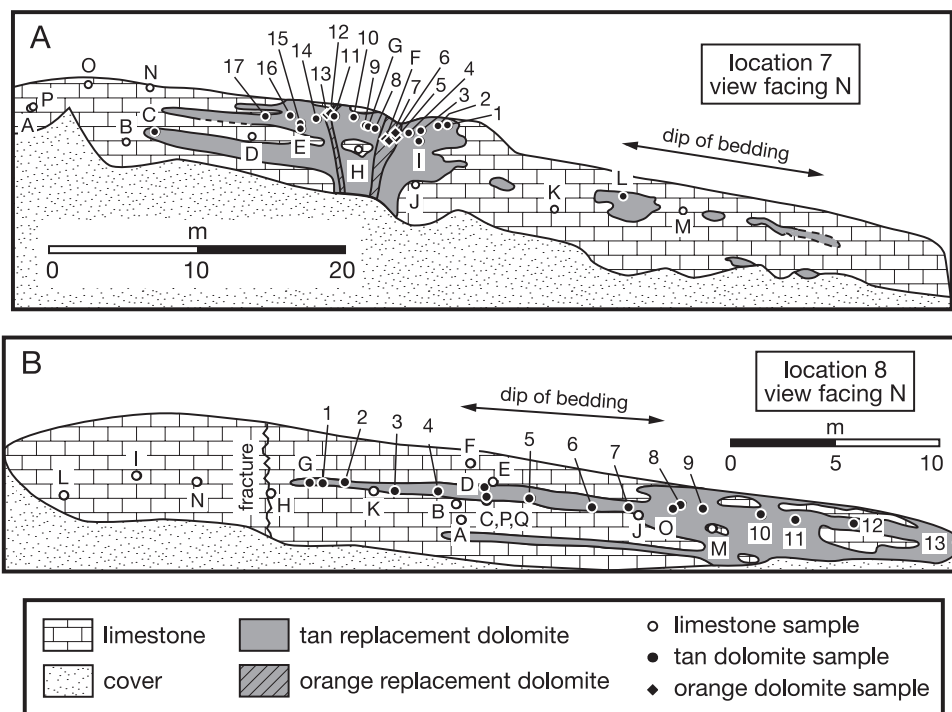 A
location 7
view facing N
12
15 10
14 11 G
16 13 9 F
17 8 6
7 5 4
3 2
1
O N
P
A
C
B
D
E
H
I
J
dip of bedding
K
L
M
m
0 10 20
B
location 8
view facing N
dip of bedding
m
0 5 10
fracture
L
I
N
H
G
1
2
3
4
K
F
E
D
B
A
C,P,Q
5
6
7
J
8
9
O
M
10
11
12
13
limestone
cover
tan replacement dolomite
orange replacement dolomite
limestone sample
tan dolomite sample
orange dolomite sample